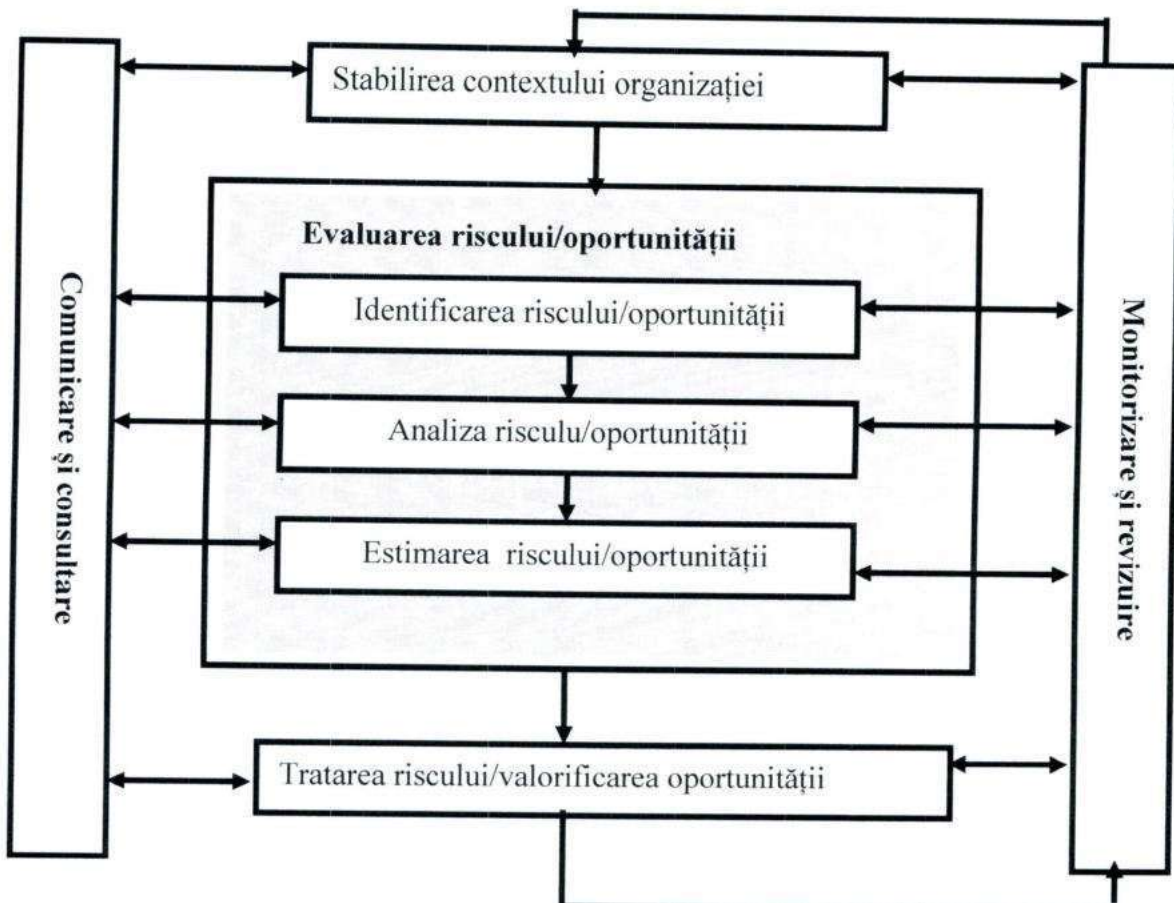 Stabilirea contextului organizației
Evaluarea riscului/oportunității
Identificarea riscului/oportunității
Analiza risculu/oportunității
Estimarea riscului/oportunității
Tratarea riscului/valorificarea oportunității
Comunicare și consultare
Monitorizare și revizuire